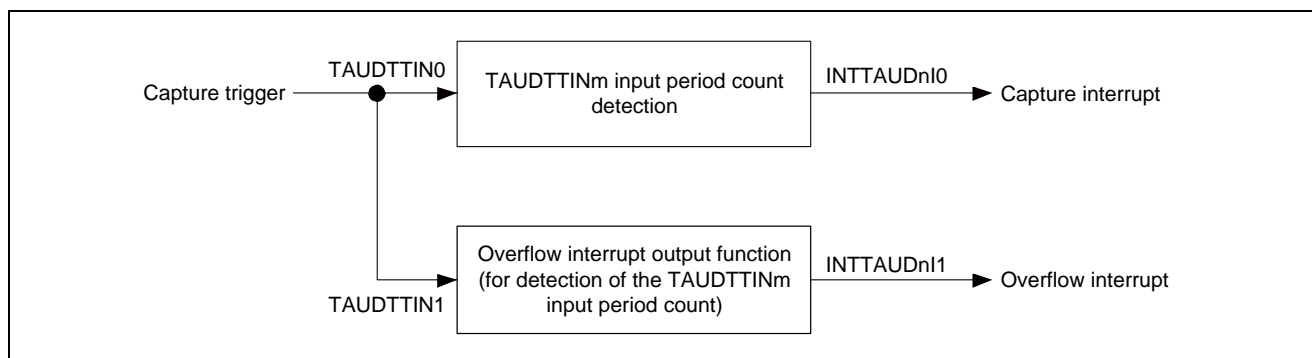 TAUDTTIN0
Capture trigger
TAUDTTINm input period count
detection
INTTAUDnI0
Capture interrupt
TAUDTTIN1
Overflow interrupt output function
(for detection of the TAUDTTINm
input period count)
INTTAUDnI1
Overflow interrupt